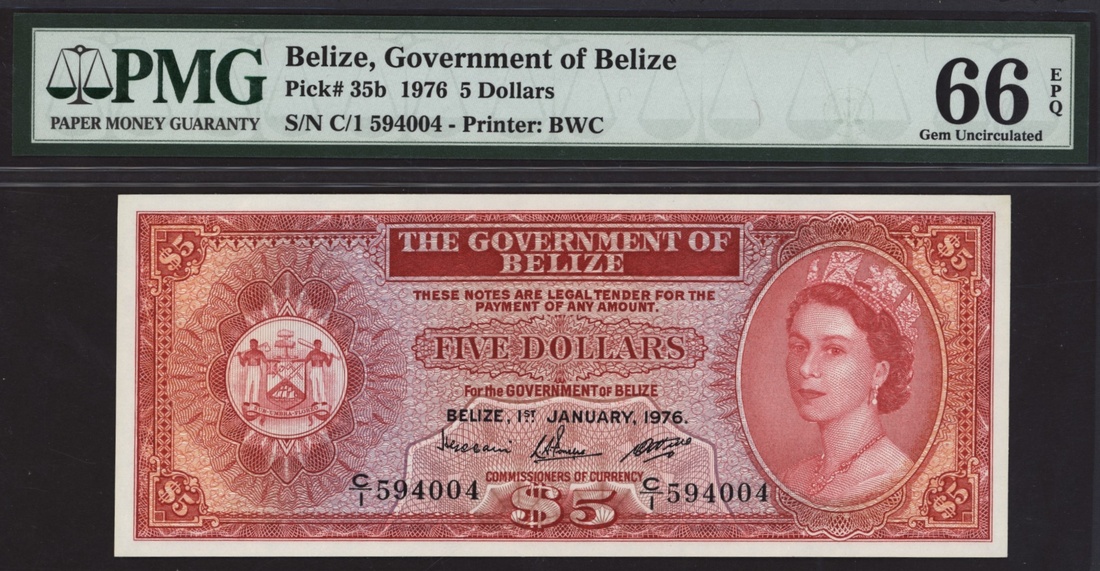 PMG
PAPER MONEY GUARANTY
Belize, Government of Belize
Pick# 35b 1976 5 Dollars
S/N C/1 594004 - Printer: BWC
66
EPQ
Gem Uncirculated
$5
$5
THE GOVERNMENT OF
BELIZE
THESE NOTES ARE LEGAL TENDER FOR THE
PAYMENT OF ANY AMOUNT.
FIVE DOLLARS
For the GOVERNMENT of BELIZE
BELIZE, 1ST JANUARY, 1976.
COMMISSIONERS OF CURRENCY
C/1 594004
C/1 594004
$5
$5
$5